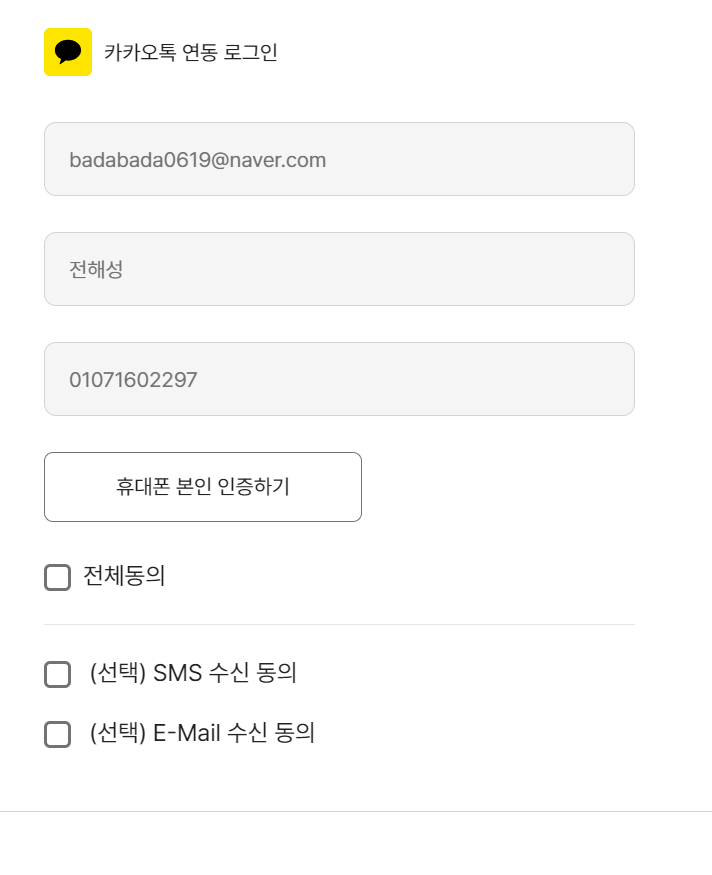 카카오톡 연동 로그인
badabada0619@naver.com
전해성
01071602297
휴대폰 본인 인증하기
전체동의
(선택) SMS 수신 동의
(선택) E-Mail 수신 동의